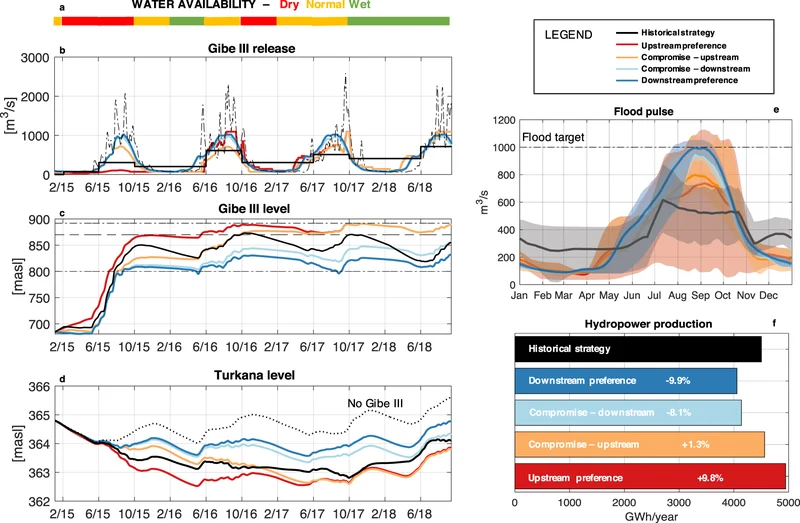 a WATER AVAILABILITY – Dry Normal Wet
b Gibe III release
[m³/s]
3000
2000
1000
0
2/15 6/15 10/15 2/16 6/16 10/16 2/17 6/17 10/17 2/18 6/18
c Gibe III level
[masl]
900
850
800
750
700
2/15 6/15 10/15 2/16 6/16 10/16 2/17 6/17 10/17 2/18 6/18
d Turkana level
No Gibe III
[masl]
366
365
364
363
362
2/15 6/15 10/15 2/16 6/16 10/16 2/17 6/17 10/17 2/18 6/18
LEGEND
Historical strategy
Upstream preference
Compromise – upstream
Compromise – downstream
Downstream preference
Flood pulse e
Flood target
m³/s
1200
1000
800
600
400
200
0
Jan Feb Mar Apr May Jun Jul Aug Sep Oct Nov Dec
Hydropower production f
Historical strategy
Downstream preference -9.9%
Compromise – downstream -8.1%
Compromise – upstream +1.3%
Upstream preference +9.8%
0 1000 2000 3000 4000 5000
GWh/year